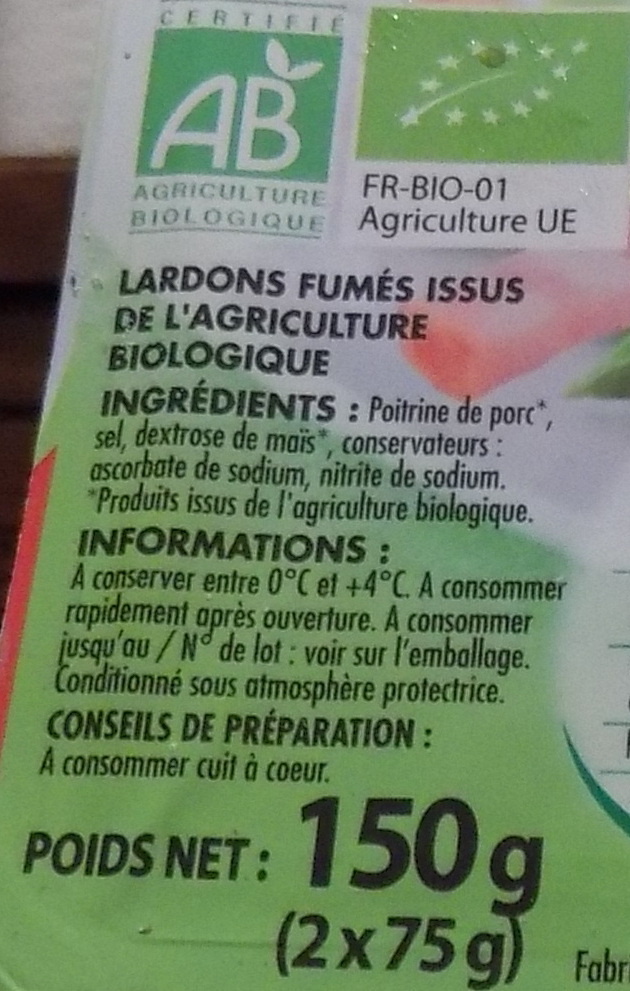 CERTIFIÉ
AB
AGRICULTURE
BIOLOGIQUE
FR-BIO-01
Agriculture UE
LARDONS FUMÉS ISSUS
DE L'AGRICULTURE
BIOLOGIQUE
INGRÉDIENTS : Poitrine de porc*,
sel, dextrose de maïs*, conservateurs :
ascorbate de sodium, nitrite de sodium.
*Produits issus de l'agriculture biologique.
INFORMATIONS :
A conserver entre 0°C et +4°C. A consommer
rapidement après ouverture. A consommer
jusqu'au / N° de lot : voir sur l'emballage.
Conditionné sous atmosphère protectrice.
CONSEILS DE PRÉPARATION :
A consommer cuit à coeur.
POIDS NET : 150 g
(2 x 75 g)
Fabr